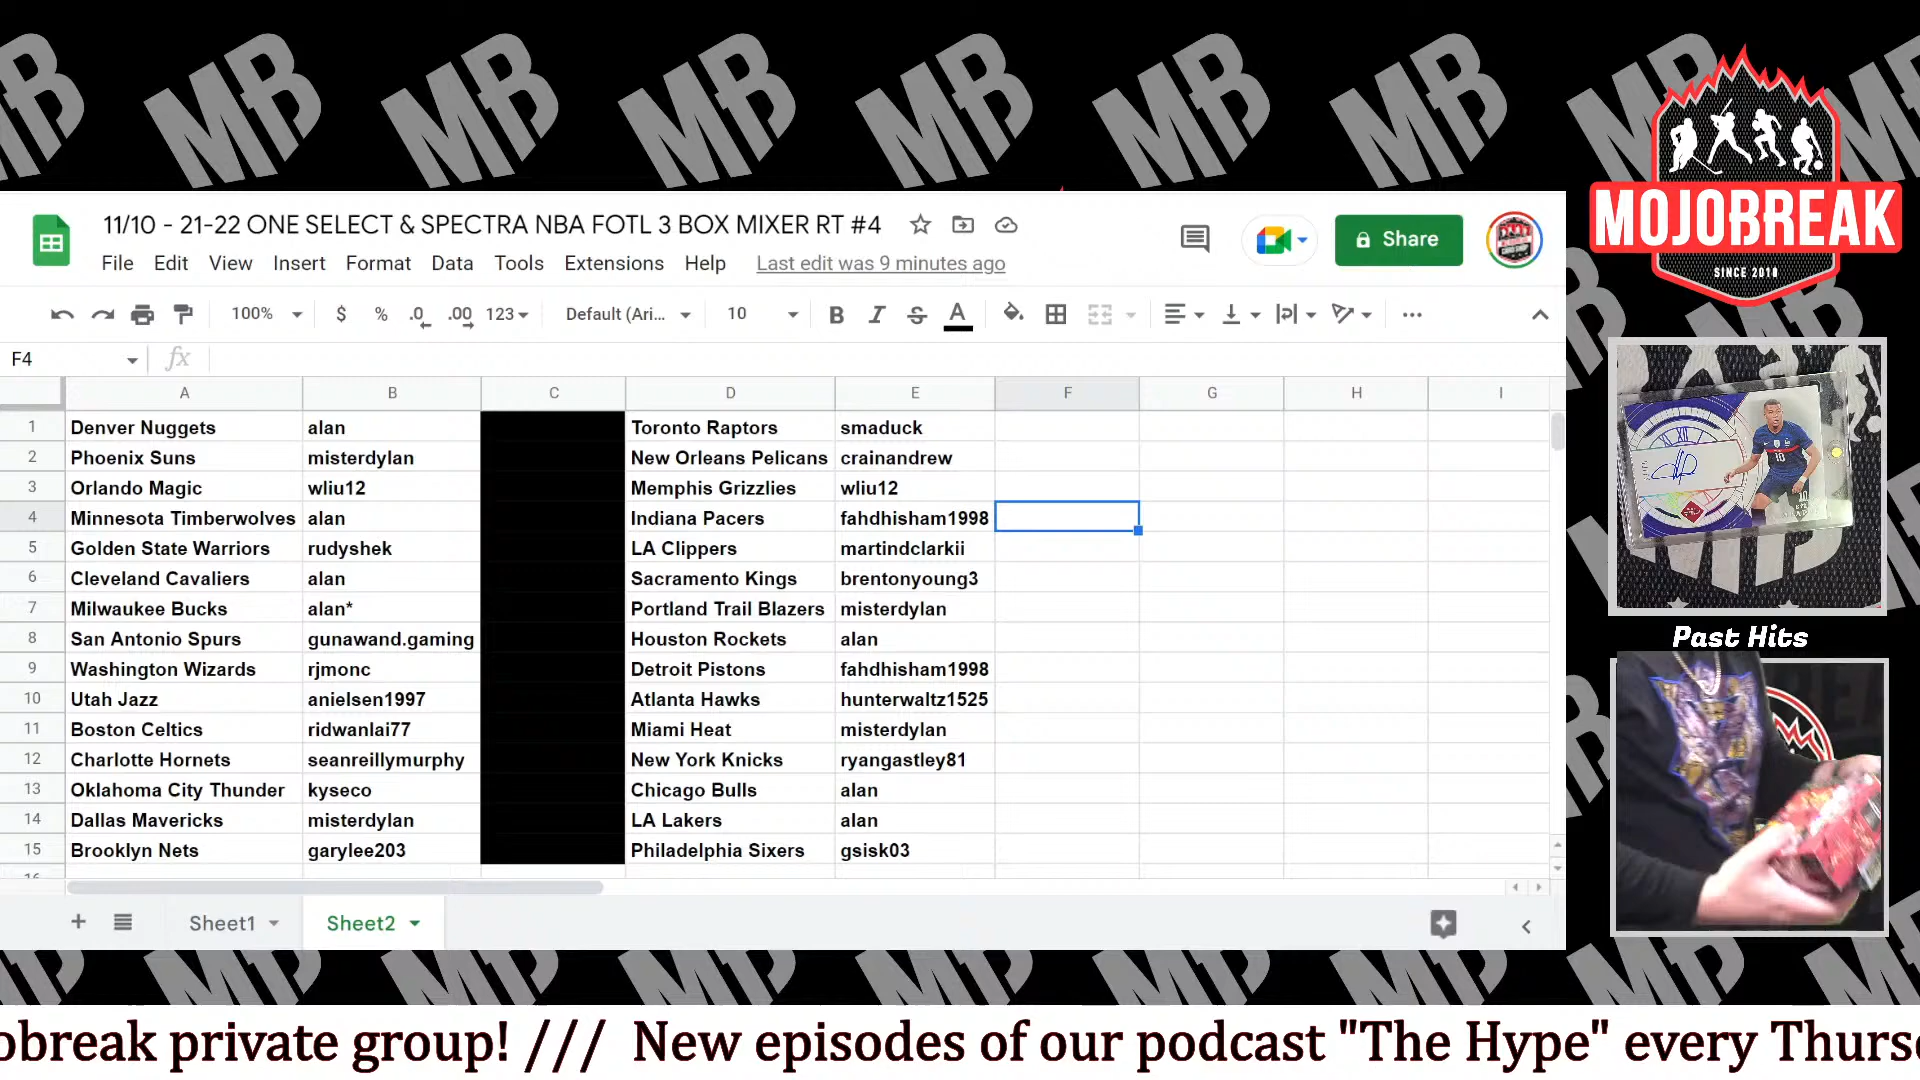 11/10 - 21-22 ONE SELECT & SPECTRA NBA FOTL 3 BOX MIXER RT #4
File Edit View Insert Format Data Tools Extensions Help Last edit was 9 minutes ago
Share
100% $ % .0 .00 123 Default (Ari... 10 B I S A
F4 fx
A B C D E F G H I
1 Denver Nuggets alan Toronto Raptors smaduck
2 Phoenix Suns misterdylan New Orleans Pelicans crainandrew
3 Orlando Magic wliu12 Memphis Grizzlies wliu12
4 Minnesota Timberwolves alan Indiana Pacers fahdhisham1998
5 Golden State Warriors rudyshek LA Clippers martindclarkii
6 Cleveland Cavaliers alan Sacramento Kings brentonyoung3
7 Milwaukee Bucks alan* Portland Trail Blazers misterdylan
8 San Antonio Spurs gunawand.gaming Houston Rockets alan
9 Washington Wizards rjmonc Detroit Pistons fahdhisham1998
10 Utah Jazz anielsen1997 Atlanta Hawks hunterwaltz1525
11 Boston Celtics ridwanlai77 Miami Heat misterdylan
12 Charlotte Hornets seanreillymurphy New York Knicks ryangastley81
13 Oklahoma City Thunder kyseco Chicago Bulls alan
14 Dallas Mavericks misterdylan LA Lakers alan
15 Brooklyn Nets garylee203 Philadelphia Sixers gsisk03
Sheet1 Sheet2
MOJOBREAK
SINCE 2010
Past Hits
obreak private group! /// New episodes of our podcast "The Hype" every Thurs